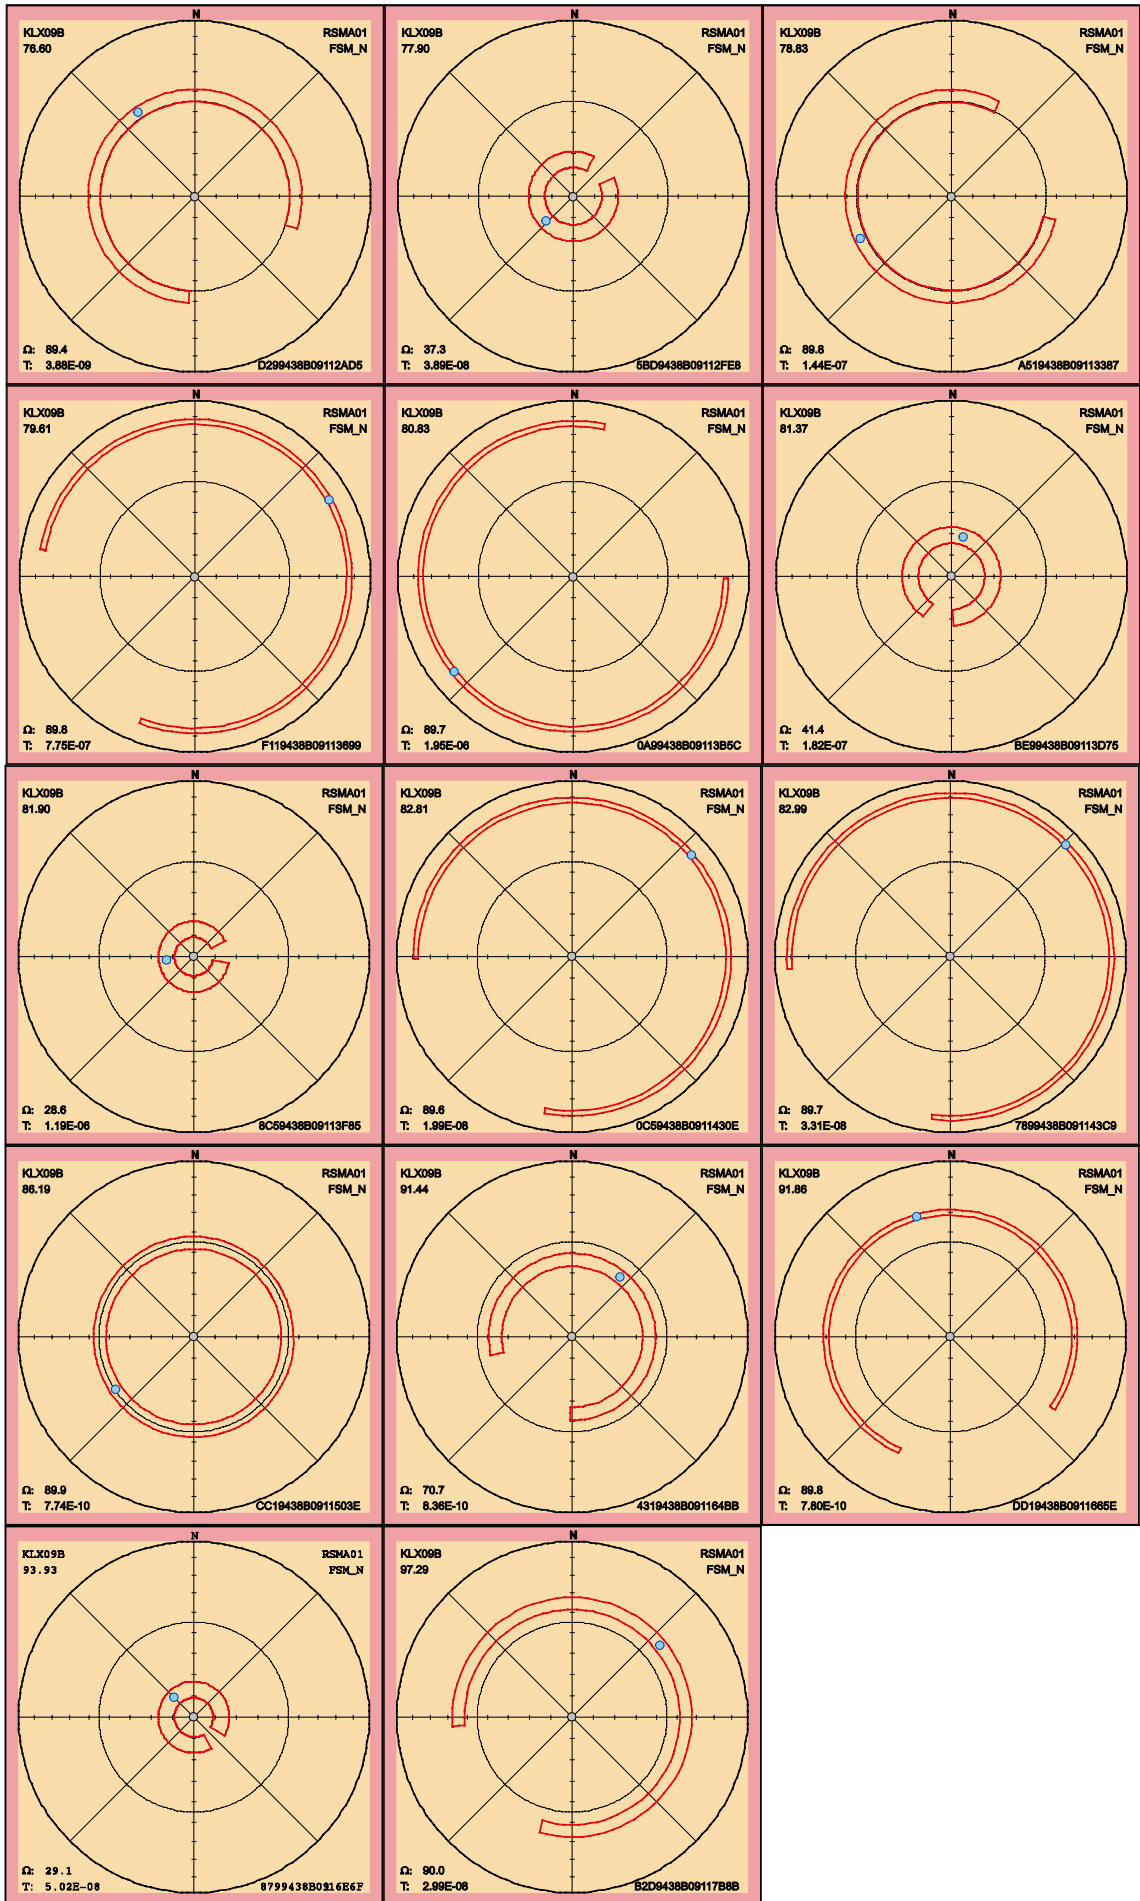 N
KLX09B RSMA01
76.60 FSM_N
Ω: 89.4
T: 3.88E-09 D299438B09112AD5
N
KLX09B RSMA01
77.90 FSM_N
Ω: 37.3
T: 3.89E-08 5BD9438B09112FE8
N
KLX09B RSMA01
78.83 FSM_N
Ω: 89.8
T: 1.44E-07 A519438B09113387
N
KLX09B RSMA01
79.61 FSM_N
Ω: 89.8
T: 7.75E-07 F119438B09113699
N
KLX09B RSMA01
80.83 FSM_N
Ω: 89.7
T: 1.95E-06 0A99438B09113B5C
N
KLX09B RSMA01
81.37 FSM_N
Ω: 41.4
T: 1.82E-07 BE99438B09113D75
N
KLX09B RSMA01
81.90 FSM_N
Ω: 28.6
T: 1.19E-06 8C59438B09113F85
N
KLX09B RSMA01
82.81 FSM_N
Ω: 89.6
T: 1.99E-08 0C59438B0911430E
N
KLX09B RSMA01
82.99 FSM_N
Ω: 89.7
T: 3.31E-08 7899438B091143C9
N
KLX09B RSMA01
86.19 FSM_N
Ω: 89.9
T: 7.74E-10 CC19438B0911503E
N
KLX09B RSMA01
91.44 FSM_N
Ω: 70.7
T: 8.36E-10 4319438B091164BB
N
KLX09B RSMA01
91.86 FSM_N
Ω: 89.8
T: 7.80E-10 DD19438B0911665E
N
KLX09B RSMA01
93.93 FSM_N
Ω: 29.1
T: 5.02E-08
N
KLX09B RSMA01
97.29 FSM_N
Ω: 90.0
T: 2.99E-08 B2D9438B09117B8B